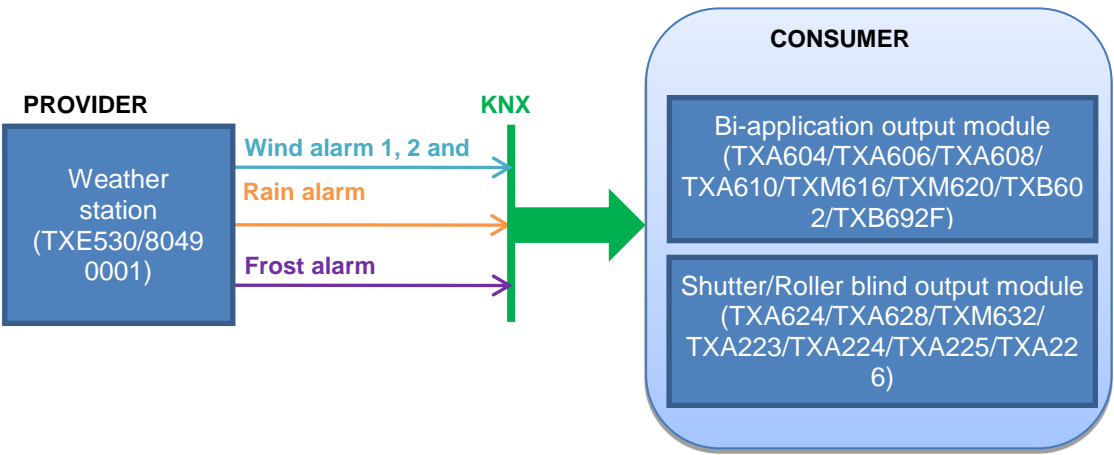 PROVIDER
Weather
station
(TXE530/8049
0001)
Wind alarm 1, 2 and
Rain alarm
Frost alarm
KNX
CONSUMER
Bi-application output module
(TXA604/TXA606/TXA608/
TXA610/TXM616/TXM620/TXB60
2/TXB692F)
Shutter/Roller blind output module
(TXA624/TXA628/TXM632/
TXA223/TXA224/TXA225/TXA22
6)